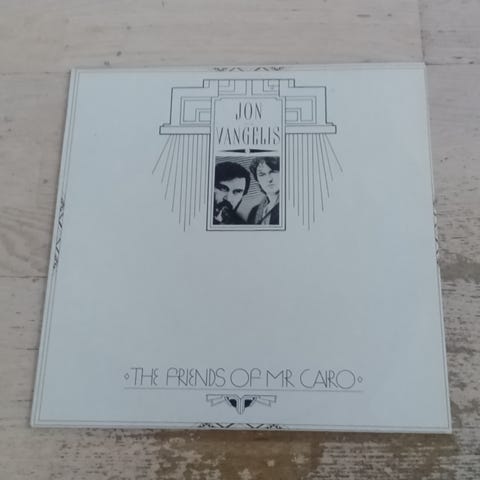 JON
VANGELIS
◇THE FRIENDS OF MR CAIRO◇